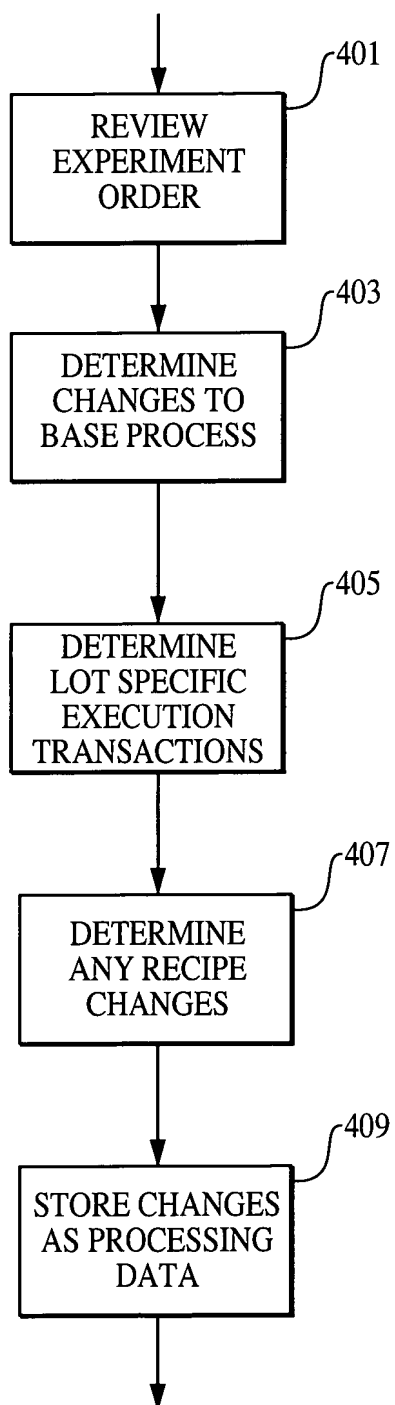 401
REVIEW
EXPERIMENT
ORDER
403
DETERMINE
CHANGES TO
BASE PROCESS
405
DETERMINE
LOT SPECIFIC
EXECUTION
TRANSACTIONS
407
DETERMINE
ANY RECIPE
CHANGES
409
STORE CHANGES
AS PROCESSING
DATA